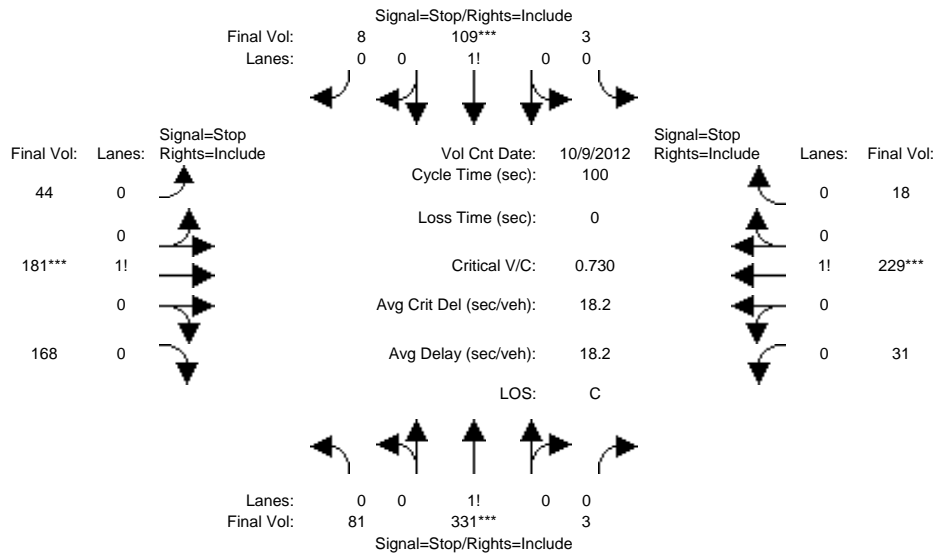 Signal=Stop/Rights=Include
Final Vol: 8 109*** 3
Lanes: 0 0 1! 0 0
Signal=Stop
Final Vol: Lanes: Rights=Include
Vol Cnt Date: 10/9/2012
Signal=Stop
Rights=Include Lanes: Final Vol:
Cycle Time (sec): 100
44 0
0 18
Loss Time (sec): 0
0
0
181*** 1!
Critical V/C: 0.730
1! 229***
0
Avg Crit Del (sec/veh): 18.2
0
168 0
Avg Delay (sec/veh): 18.2
0 31
LOS: C
Lanes: 0 0 1! 0 0
Final Vol: 81 331*** 3
Signal=Stop/Rights=Include